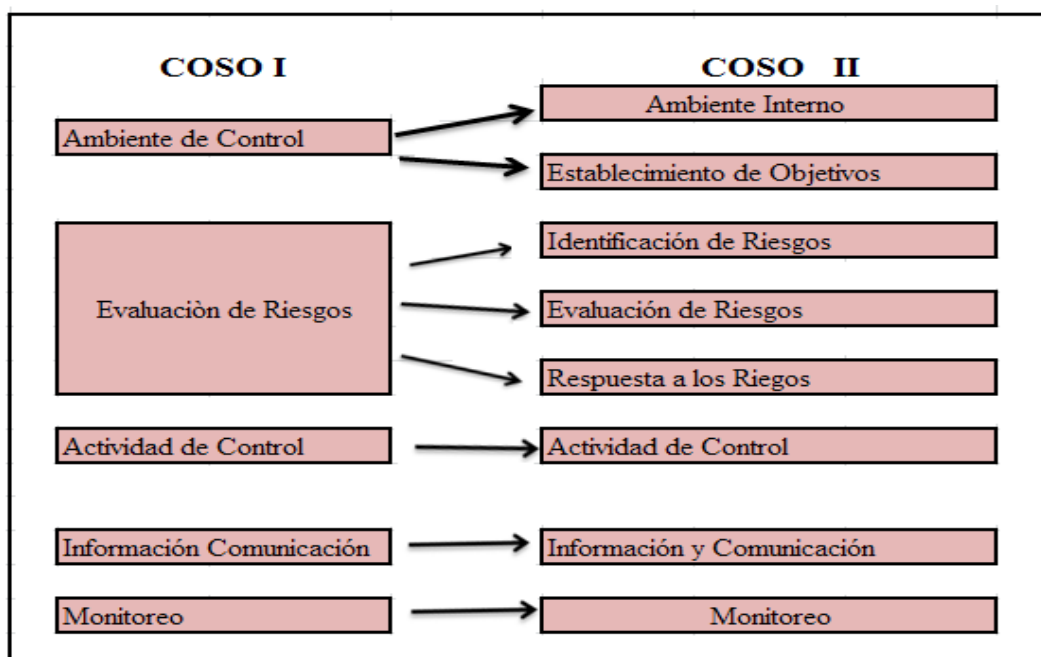 COSO I
COSO II
Ambiente de Control
Ambiente Interno
Establecimiento de Objetivos
Evaluaciòn de Riesgos
Identificación de Riesgos
Evaluación de Riesgos
Respuesta a los Riegos
Actividad de Control
Actividad de Control
Información Comunicación
Información y Comunicación
Monitoreo
Monitoreo